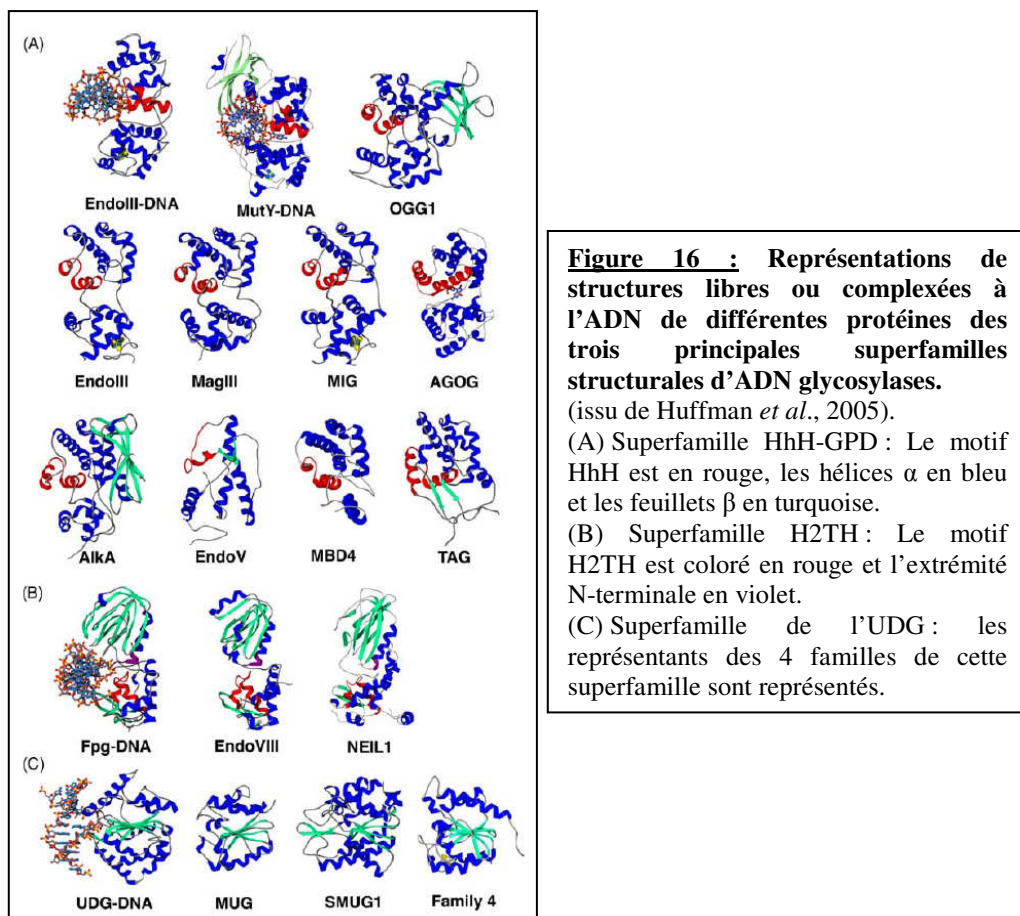 (A)
EndoIII-DNA MutY-DNA OGG1
EndoIII MagIII MIG AGOG
AlkA EndoV MBD4 TAG
(B)
Fpg-DNA EndoVIII NEIL1
(C)
UDG-DNA MUG SMUG1 Family 4
Figure 16 : Représentations de
structures libres ou complexées à
l’ADN de différentes protéines des
trois principales superfamilles
structurales d’ADN glycosylases.
(issu de Huffman et al., 2005).
(A) Superfamille HhH-GPD : Le motif
HhH est en rouge, les hélices α en bleu
et les feuillets β en turquoise.
(B) Superfamille H2TH : Le motif
H2TH est coloré en rouge et l’extrémité
N-terminale en violet.
(C) Superfamille de l’UDG : les
représentants des 4 familles de cette
superfamille sont représentés.